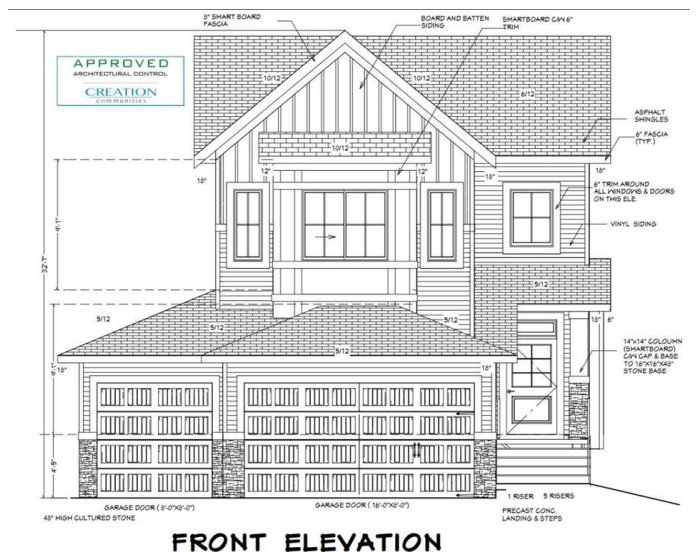 8" SMART BOARD
FASCIA
BOARD AND BATTEN
SIDING
SMARTBOARD C/W 6"
TRIM
APPROVED
ARCHITECTURAL CONTROL
CREATION
communities
10/12
10/12
6/12
ASPHALT
SHINGLES
6" FASCIA
(TYP.)
10/12
18"
12"
12"
18"
18"
6" TRIM AROUND
ALL WINDOWS & DOORS
ON THIS ELE.
VINYL SIDING
32'-7"
5/12
5/12
5/12
5/12
5/12
18"
6"
18"
18"
14"x14" COLOUMN
(SMARTBOARD)
C/W CAP & BASE
TO 16"X16"X48"
STONE BASE
4'-5"
GARAGE DOOR ( 8'-0"X8'-0")
GARAGE DOOR ( 16'-0"X8'-0")
1 RISER
5 RISERS
48" HIGH CULTURED STONE
PRECAST CONC.
LANDING & STEPS
FRONT ELEVATION